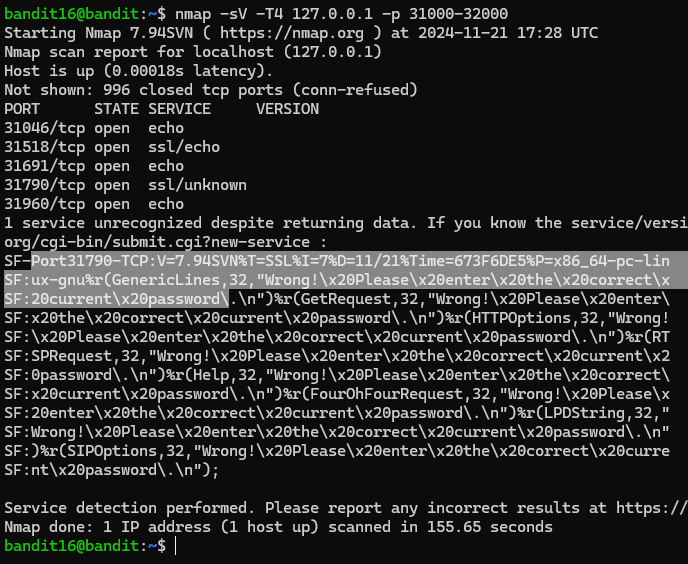 bandit16@bandit:~$ nmap -sV -T4 127.0.0.1 -p 31000-32000
Starting Nmap 7.94SVN ( https://nmap.org ) at 2024-11-21 17:28 UTC
Nmap scan report for localhost (127.0.0.1)
Host is up (0.00018s latency).
Not shown: 996 closed tcp ports (conn-refused)
PORT      STATE SERVICE     VERSION
31046/tcp open  echo
31518/tcp open  ssl/echo
31691/tcp open  echo
31790/tcp open  ssl/unknown
31960/tcp open  echo
1 service unrecognized despite returning data. If you know the service/versi
org/cgi-bin/submit.cgi?new-service :
SF-Port31790-TCP:V=7.94SVN%T=SSL%I=7%D=11/21%Time=673F6DE5%P=x86_64-pc-lin
SF:ux-gnu%r(GenericLines,32,"Wrong!\x20Please\x20enter\x20the\x20correct\x
SF:20current\x20password\.\n")%r(GetRequest,32,"Wrong!\x20Please\x20enter\
SF:x20the\x20correct\x20current\x20password\.\n")%r(HTTPOptions,32,"Wrong!
SF:\x20Please\x20enter\x20the\x20correct\x20current\x20password\.\n")%r(RT
SF:SPRequest,32,"Wrong!\x20Please\x20enter\x20the\x20correct\x20current\x2
SF:0password\.\n")%r(Help,32,"Wrong!\x20Please\x20enter\x20the\x20correct\
SF:x20current\x20password\.\n")%r(FourOhFourRequest,32,"Wrong!\x20Please\x
SF:20enter\x20the\x20correct\x20current\x20password\.\n")%r(LPDString,32,"
SF:Wrong!\x20Please\x20enter\x20the\x20correct\x20current\x20password\.\n"
SF:)%r(SIPOptions,32,"Wrong!\x20Please\x20enter\x20the\x20correct\x20curre
SF:nt\x20password\.\n");
Service detection performed. Please report any incorrect results at https://
Nmap done: 1 IP address (1 host up) scanned in 155.65 seconds
bandit16@bandit:~$